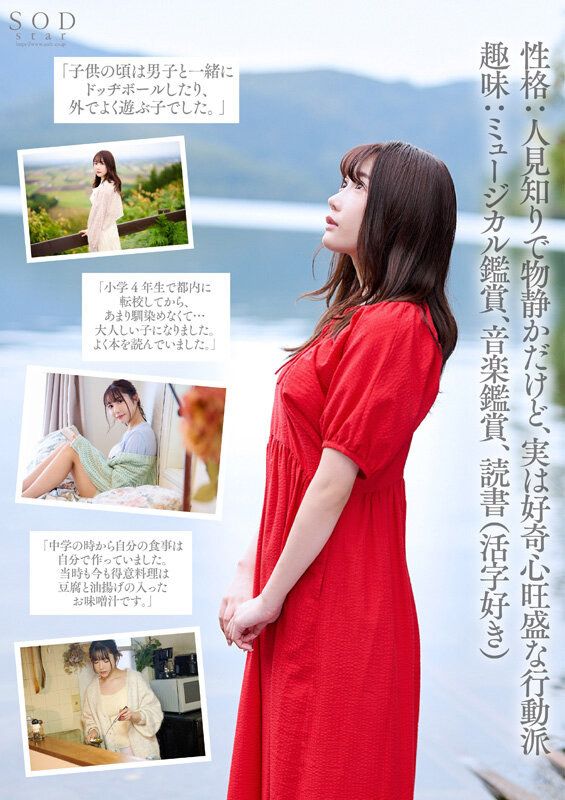 SOD
star
https://www.sod.co.jp
「子供の頃は男子と一緒に
ドッヂボールしたり、
外でよく遊ぶ子でした。」
性格：人見知りで物静かだけど、実は好奇心旺盛な行動派
趣味：ミュージカル鑑賞、音楽鑑賞、読書(活字好き)
「小学4年生で都内に
転校してから、
あまり馴染めなくて…
大人しい子になりました。
よく本を読んでいました。」
「中学の時から自分の食事は
自分で作っていました。
当時も今も得意料理は
豆腐と油揚げの入った
お味噌汁です。」